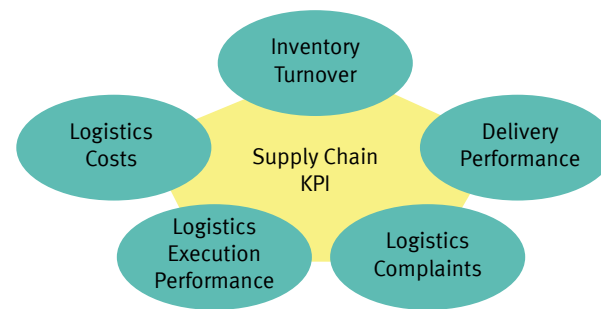 Inventory
Turnover
Logistics
Costs
Supply Chain
KPI
Delivery
Performance
Logistics
Execution
Performance
Logistics
Complaints